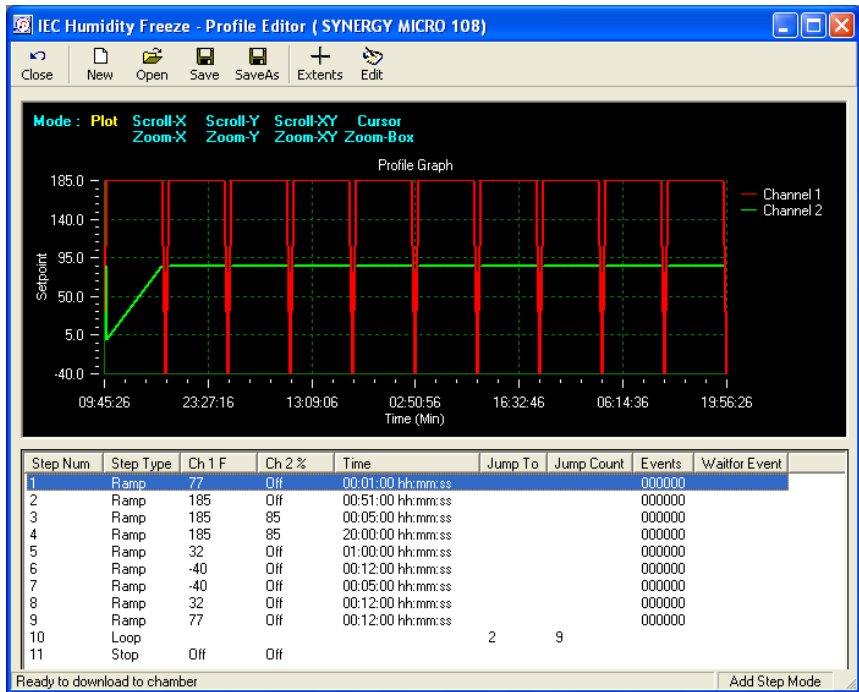 IEC Humidity Freeze - Profile Editor ( SYNERGY MICRO 108)
Close New Open Save SaveAs Extents Edit
Mode : Plot Scroll-X Scroll-Y Scroll-XY Cursor
Zoom-X Zoom-Y Zoom-XY Zoom-Box
Profile Graph
185.0
140.0
95.0
50.0
5.0
-40.0
Setpoint
Channel 1
Channel 2
09:45:26 23:27:16 13:09:06 02:50:56 16:32:46 06:14:36 19:56:26
Time (Min)
Step Num Step Type Ch 1 F Ch 2 % Time Jump To Jump Count Events Waitfor Event
1 Ramp 77 Off 00:01:00 hh:mm:ss 000000
2 Ramp 185 Off 00:51:00 hh:mm:ss 000000
3 Ramp 185 85 00:05:00 hh:mm:ss 000000
4 Ramp 185 85 20:00:00 hh:mm:ss 000000
5 Ramp 32 Off 01:00:00 hh:mm:ss 000000
6 Ramp -40 Off 00:12:00 hh:mm:ss 000000
7 Ramp -40 Off 00:05:00 hh:mm:ss 000000
8 Ramp 32 Off 00:12:00 hh:mm:ss 000000
9 Ramp 77 Off 00:12:00 hh:mm:ss 000000
10 Loop 2 9
11 Stop Off Off
Ready to download to chamber Add Step Mode